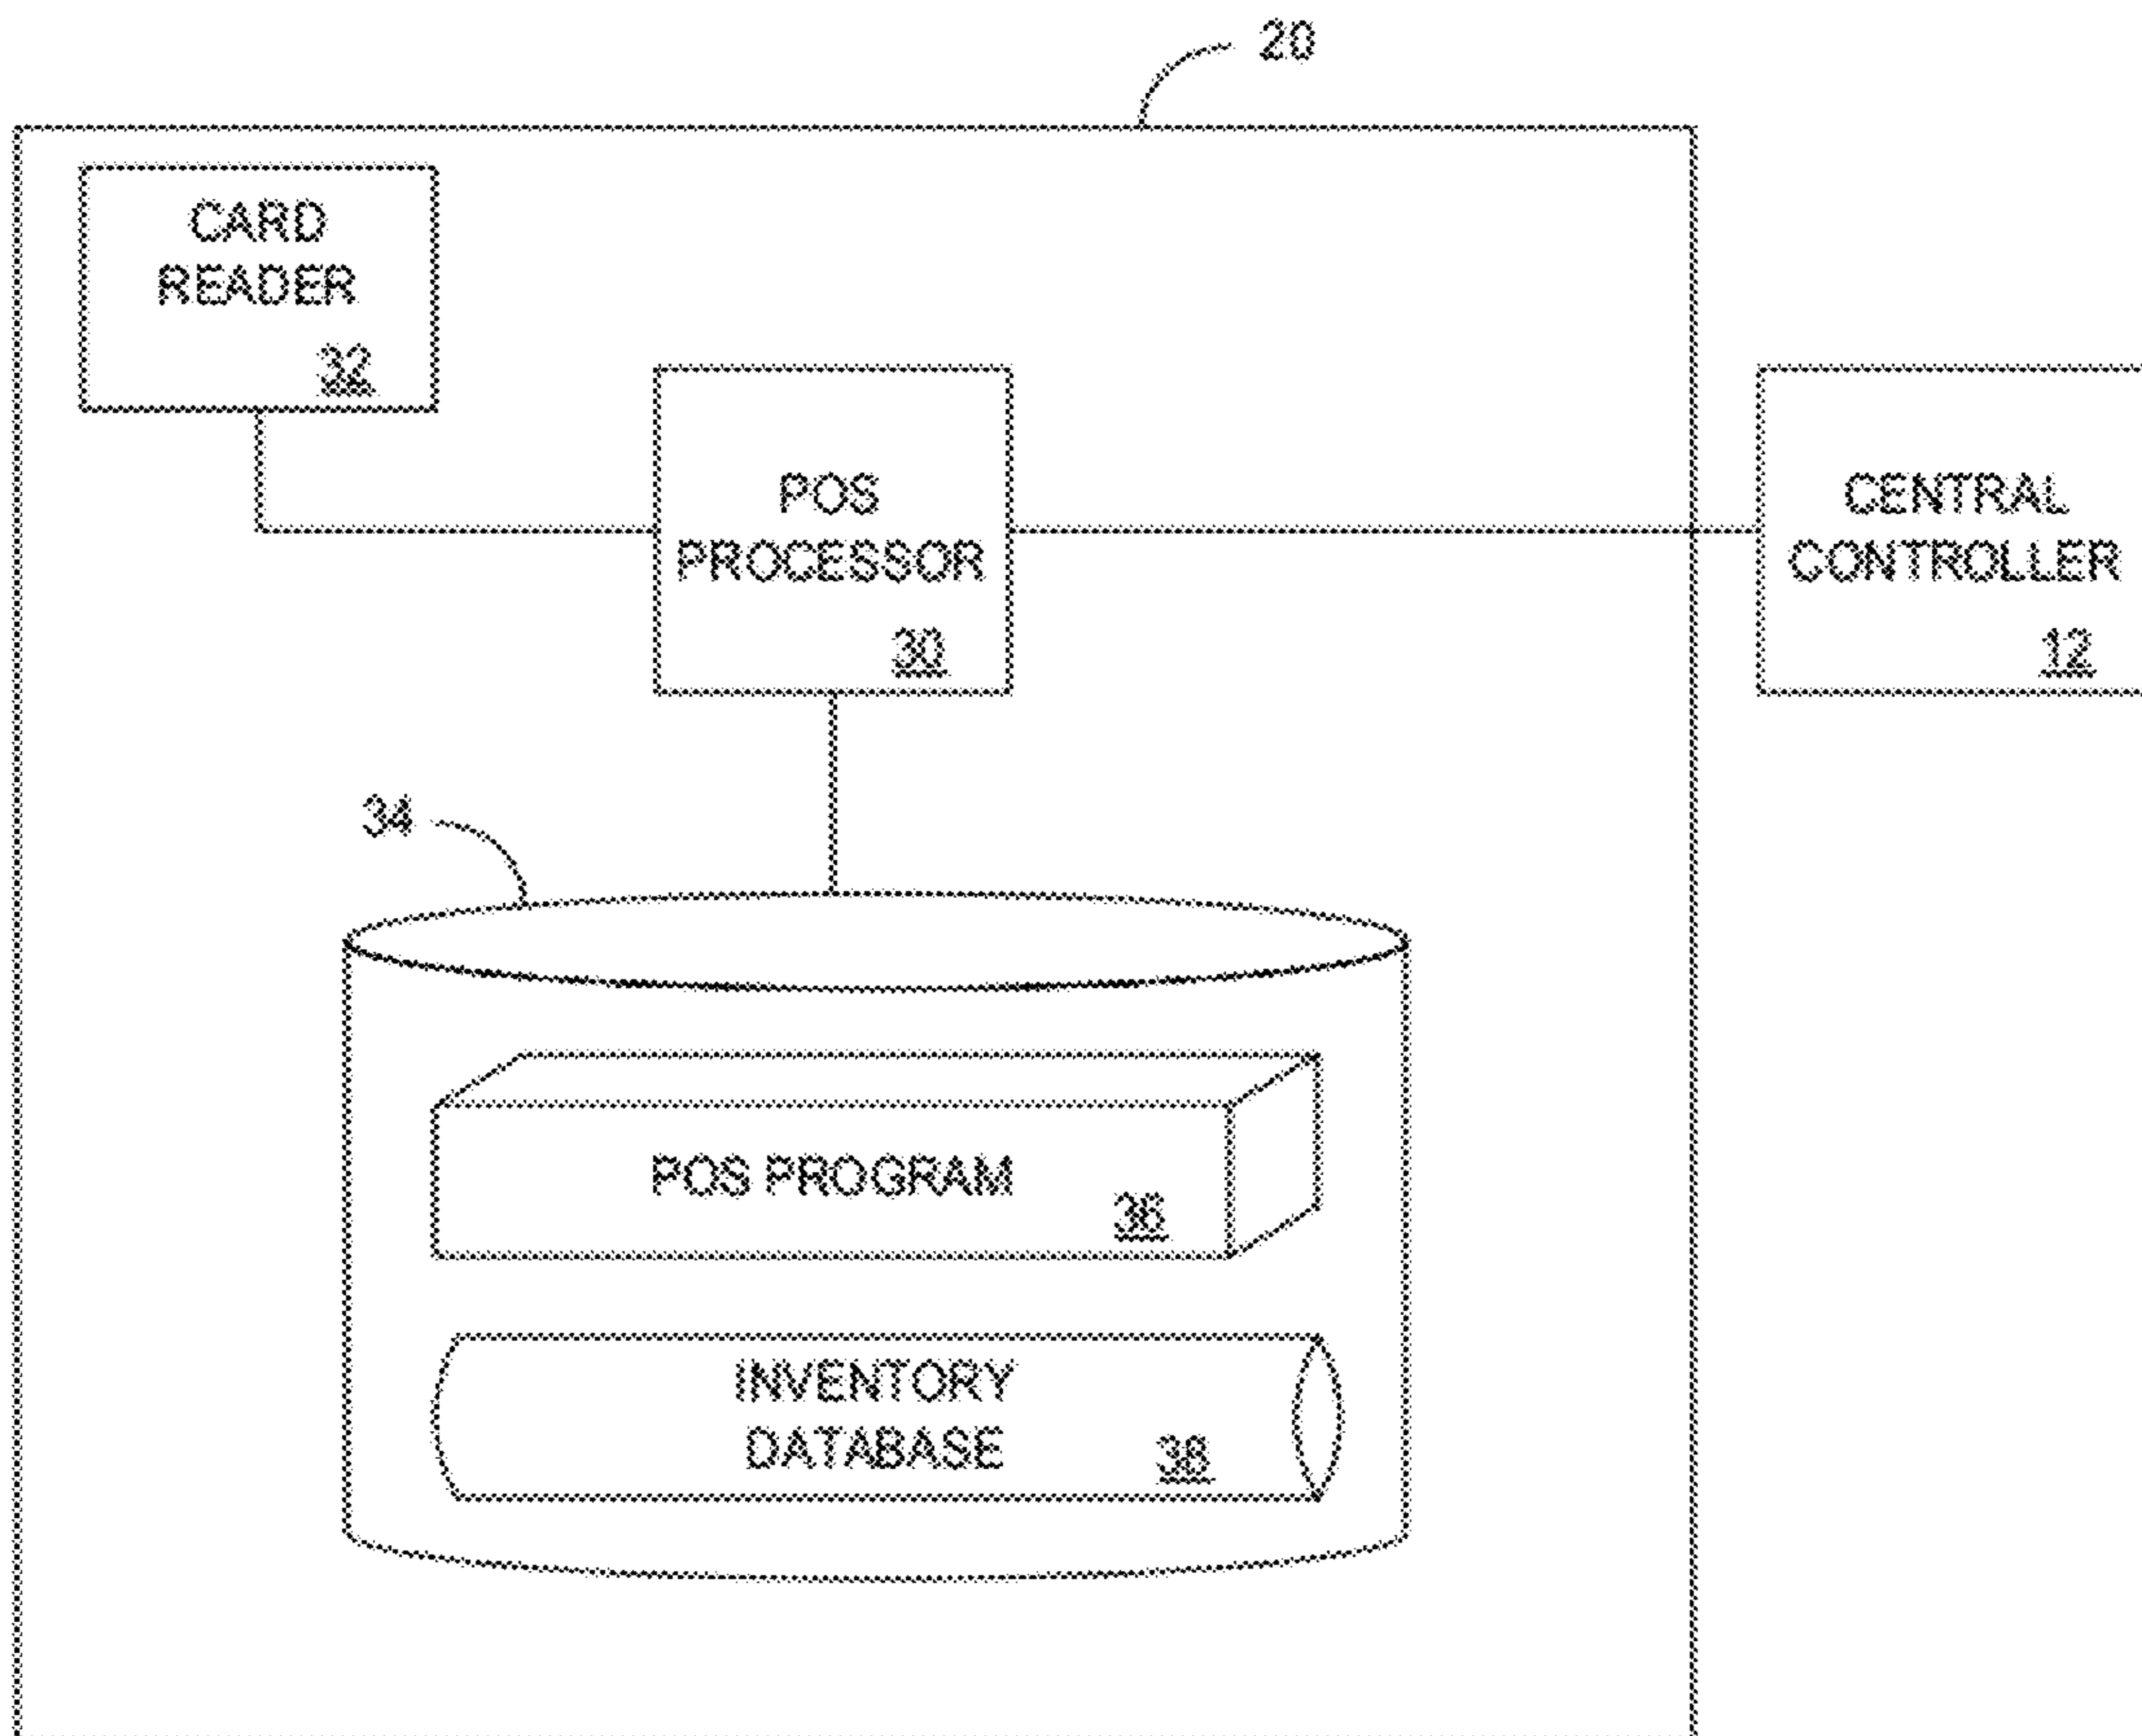 20
CARD
READER
32
POS
PROCESSOR
30
CENTRAL
CONTROLLER
12
34
POS PROGRAM
36
INVENTORY
DATABASE
38